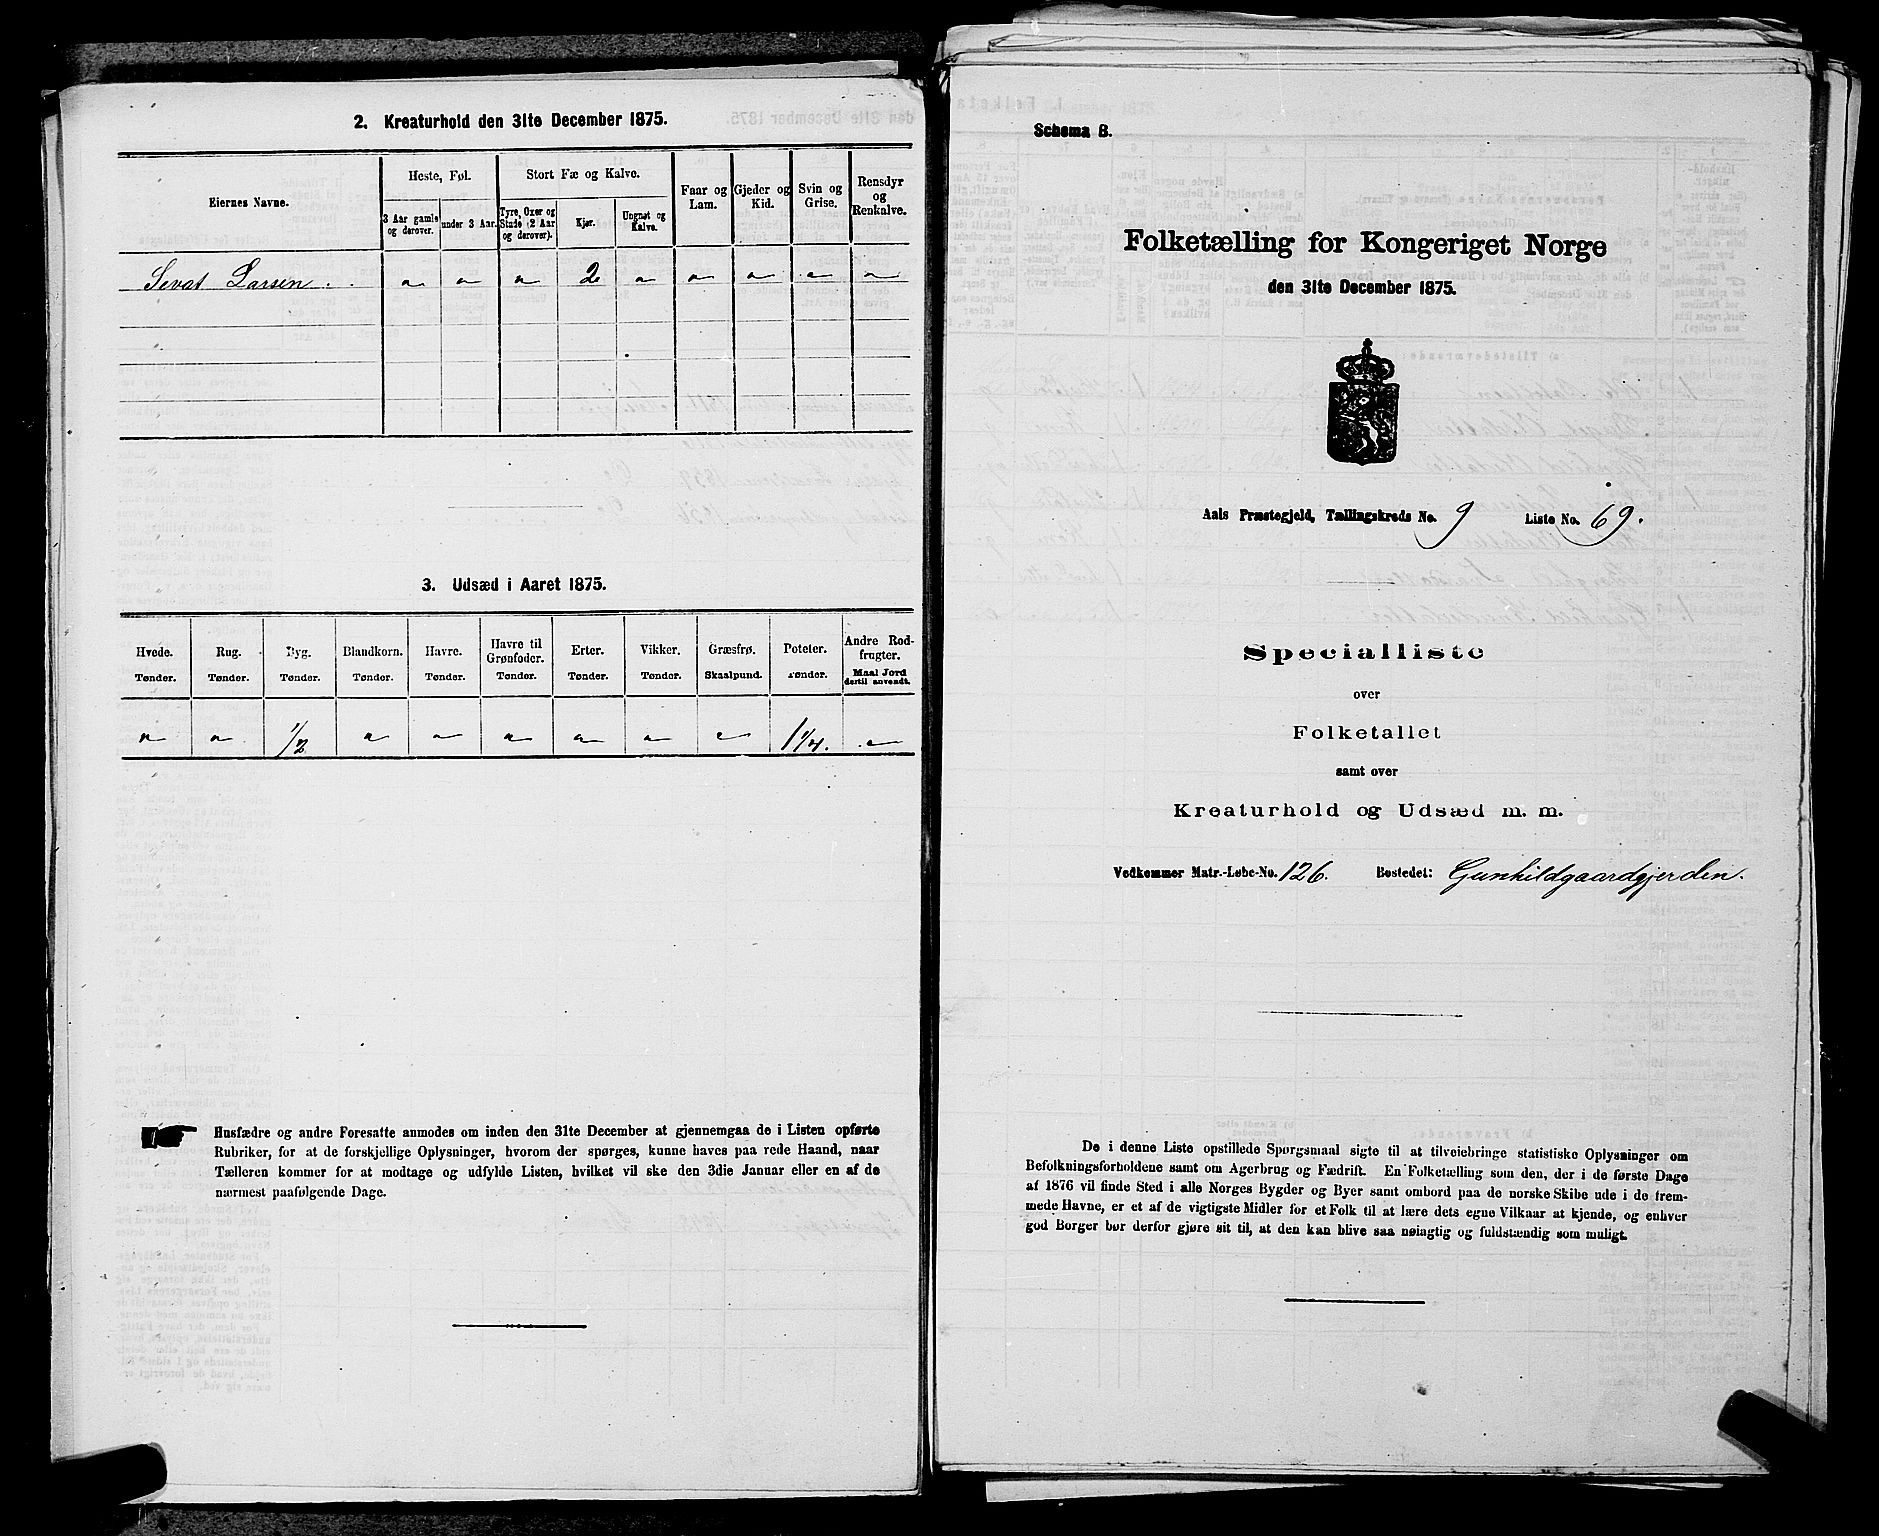 2. Kreaturhold den 31te December 1875.
Eiernes Navne.
Heste, Føl.
Stort Fæ og Kalve.
Faar og Lam.
Gjeder og Kid.
Svin og Grise.
Rensdyr og Renkalve.
3 Aar gamle og derover.
under 3 Aar.
Tyre, Oxer og Stude (2 Aar og derover).
Kjør.
Ungnøt og Kalve.
Sevat Larsen . . " " " 2 " " " " "
3. Udsæd i Aaret 1875.
Hvede. Rug. Byg. Blandkorn. Havre. Havre til Grønfoder. Erter. Vikker. Græsfrø. Poteter. Andre Rodfrugter.
Tønder. Tønder. Tønder. Tønder. Tønder. Tønder. Tønder. Tønder. Skaalpund. Tønder. Maal Jord dertil anvendt.
" " 1/2 " " " " " " 1 1/4. "
Husfædre og andre Foresatte anmodes om inden den 31te December at gjennemgaa de i Listen opførte
Rubriker, for at de forskjellige Oplysninger, hvorom der spørges, kunne haves paa rede Haand, naar
Tælleren kommer for at modtage og udfylde Listen, hvilket vil ske den 3die Januar eller en af de
nærmest paafølgende Dage.
Schema B.
Folketælling for Kongeriget Norge
den 31te December 1875.
Aals Præstegjeld, Tællingskreds No. 9 Liste No. 69.
Specialliste
over
Folketallet
samt over
Kreaturhold og Udsæd m. m.
Vedkommer Matr.-Løbe-No. 126. Bostedet: Gunhildgaardgjerden.
De i denne Liste opstillede Spørgsmaal sigte til at tilveiebringe statistiske Oplysninger om
Befolkningsforholdene samt om Agerbrug og Fædrift. En Folketælling som den, der i de første Dage
af 1876 vil finde Sted i alle Norges Bygder og Byer samt ombord paa de norske Skibe ude i de frem-
mede Havne, er et af de vigtigste Midler for et Folk til at lære dets egne Vilkaar at kjende, og enhver
god Borger bør derfor gjøre sit til, at den kan blive saa nøiagtig og fuldstændig som muligt.